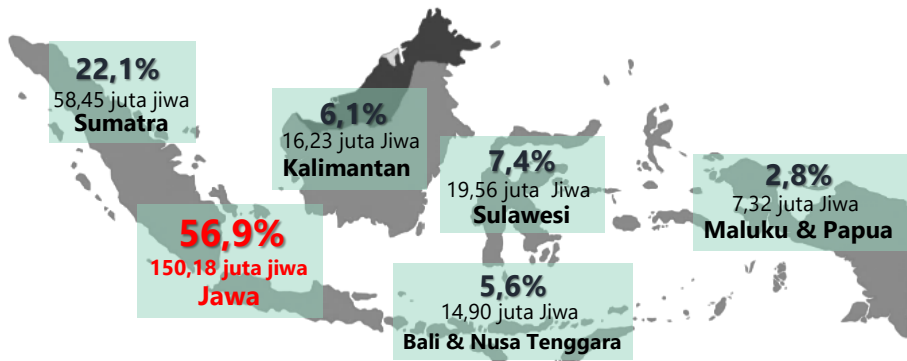 22,1%
58,45 juta jiwa
Sumatra
6,1%
16,23 juta Jiwa
Kalimantan
7,4%
19,56 juta Jiwa
Sulawesi
2,8%
7,32 juta Jiwa
Maluku & Papua
56,9%
150,18 juta jiwa
Jawa
5,6%
14,90 juta Jiwa
Bali & Nusa Tenggara